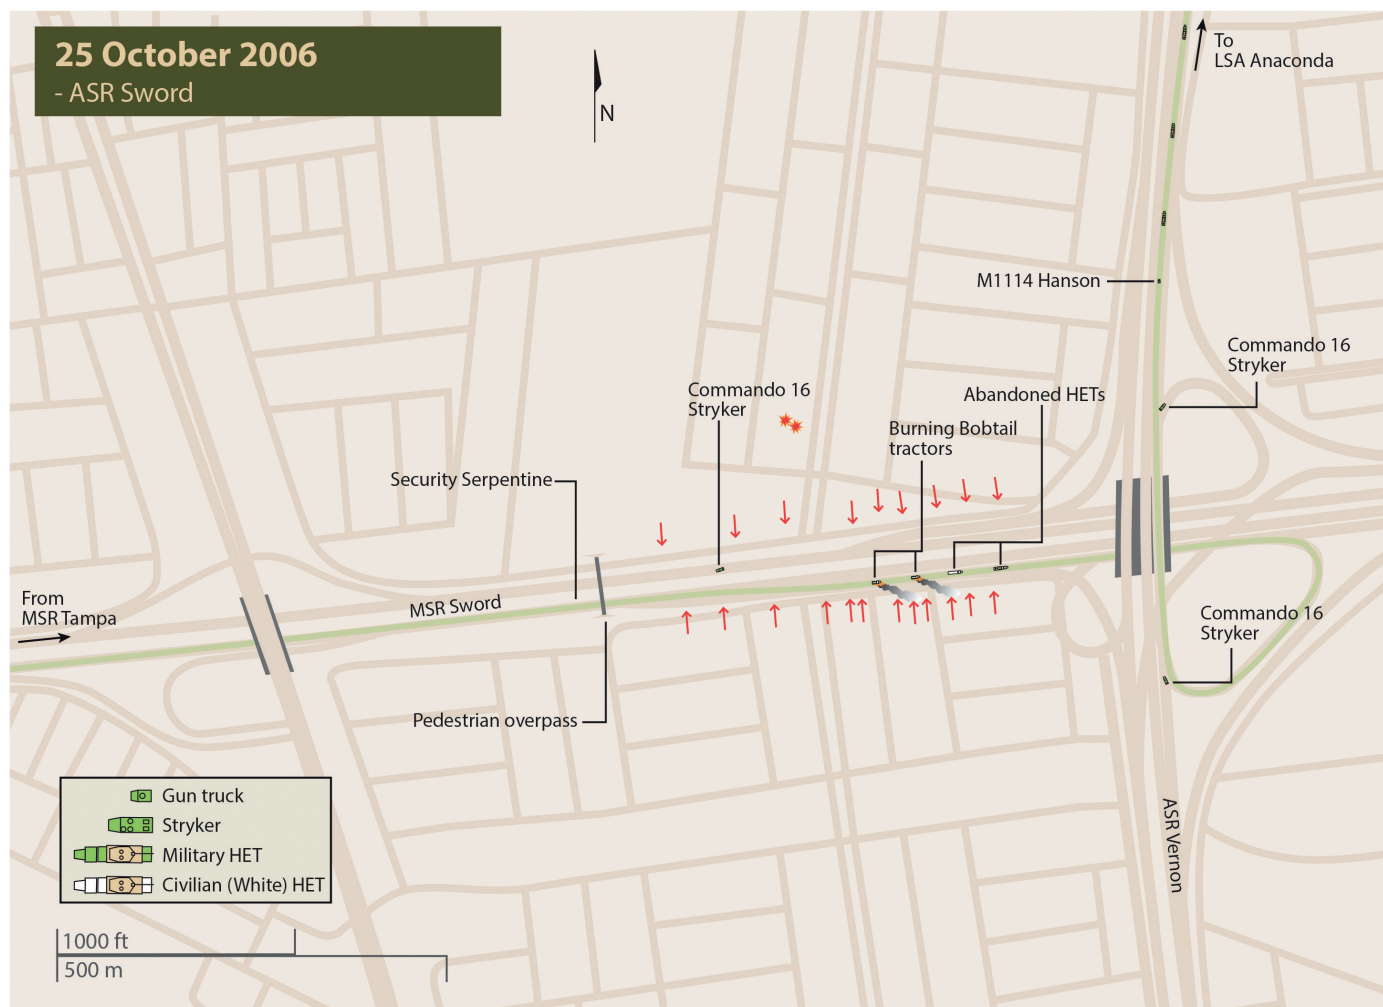 25 October 2006
- ASR Sword
N
To
LSA Anaconda
M1114 Hanson
Commando 16
Stryker
Commando 16
Stryker
Abandoned HETs
Burning Bobtail
tractors
Security Serpentine
From
MSR Tampa
MSR Sword
Commando 16
Stryker
Pedestrian overpass
ASR Vernon
Gun truck
Stryker
Military HET
Civilian (White) HET
1000 ft
500 m